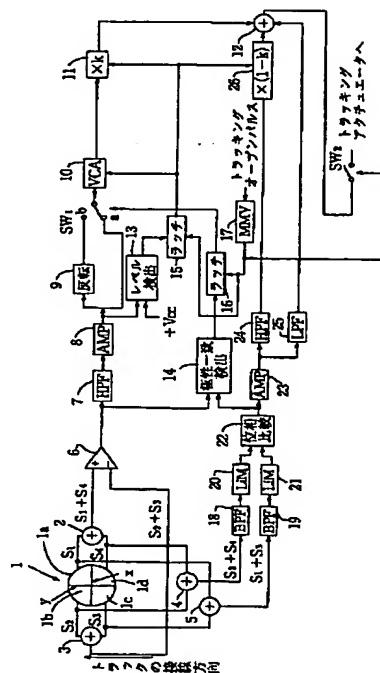 トラックの接線方向
1
1a
1b
1c
1d
x
y
S₁
S₂
S₃
S₄
2
3
4
5
6
S₁+S₄
S₂+S₃
S₂+S₄
S₁+S₃
7
HPF
8
AMP
9
反転
SW₁
b
a
10
VCA
11
×k
12
レベル検出
13
+Vcc
14
極性一致検出
15
ラッチ
16
ラッチ
17
MMV
トラッキング
オープンパルス
18
BPF
19
BPF
20
LiM
21
LiM
22
位相比較
23
AMP
24
HPF
25
LPF
26
×(1-k)
SW₂
トラッキング
アクチュエータへ